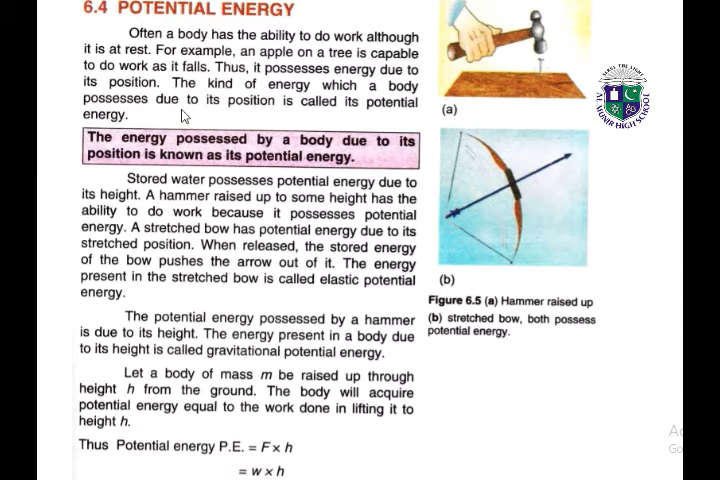 6.4 POTENTIAL ENERGY
Often a body has the ability to do work although
it is at rest. For example, an apple on a tree is capable
to do work as it falls. Thus, it possesses energy due to
its position. The kind of energy which a body
possesses due to its position is called its potential
energy.
The energy possessed by a body due to its
position is known as its potential energy.
Stored water possesses potential energy due to
its height. A hammer raised up to some height has the
ability to do work because it possesses potential
energy. A stretched bow has potential energy due to its
stretched position. When released, the stored energy
of the bow pushes the arrow out of it. The energy
present in the stretched bow is called elastic potential
energy.
The potential energy possessed by a hammer
is due to its height. The energy present in a body due
to its height is called gravitational potential energy.
Let a body of mass m be raised up through
height h from the ground. The body will acquire
potential energy equal to the work done in lifting it to
height h.
Thus Potential energy P.E. = F × h
= w × h
(a)
(b)
Figure 6.5 (a) Hammer raised up
(b) stretched bow, both possess
potential energy.
AL MUNIR HIGH SCHOOL
Ac
Go